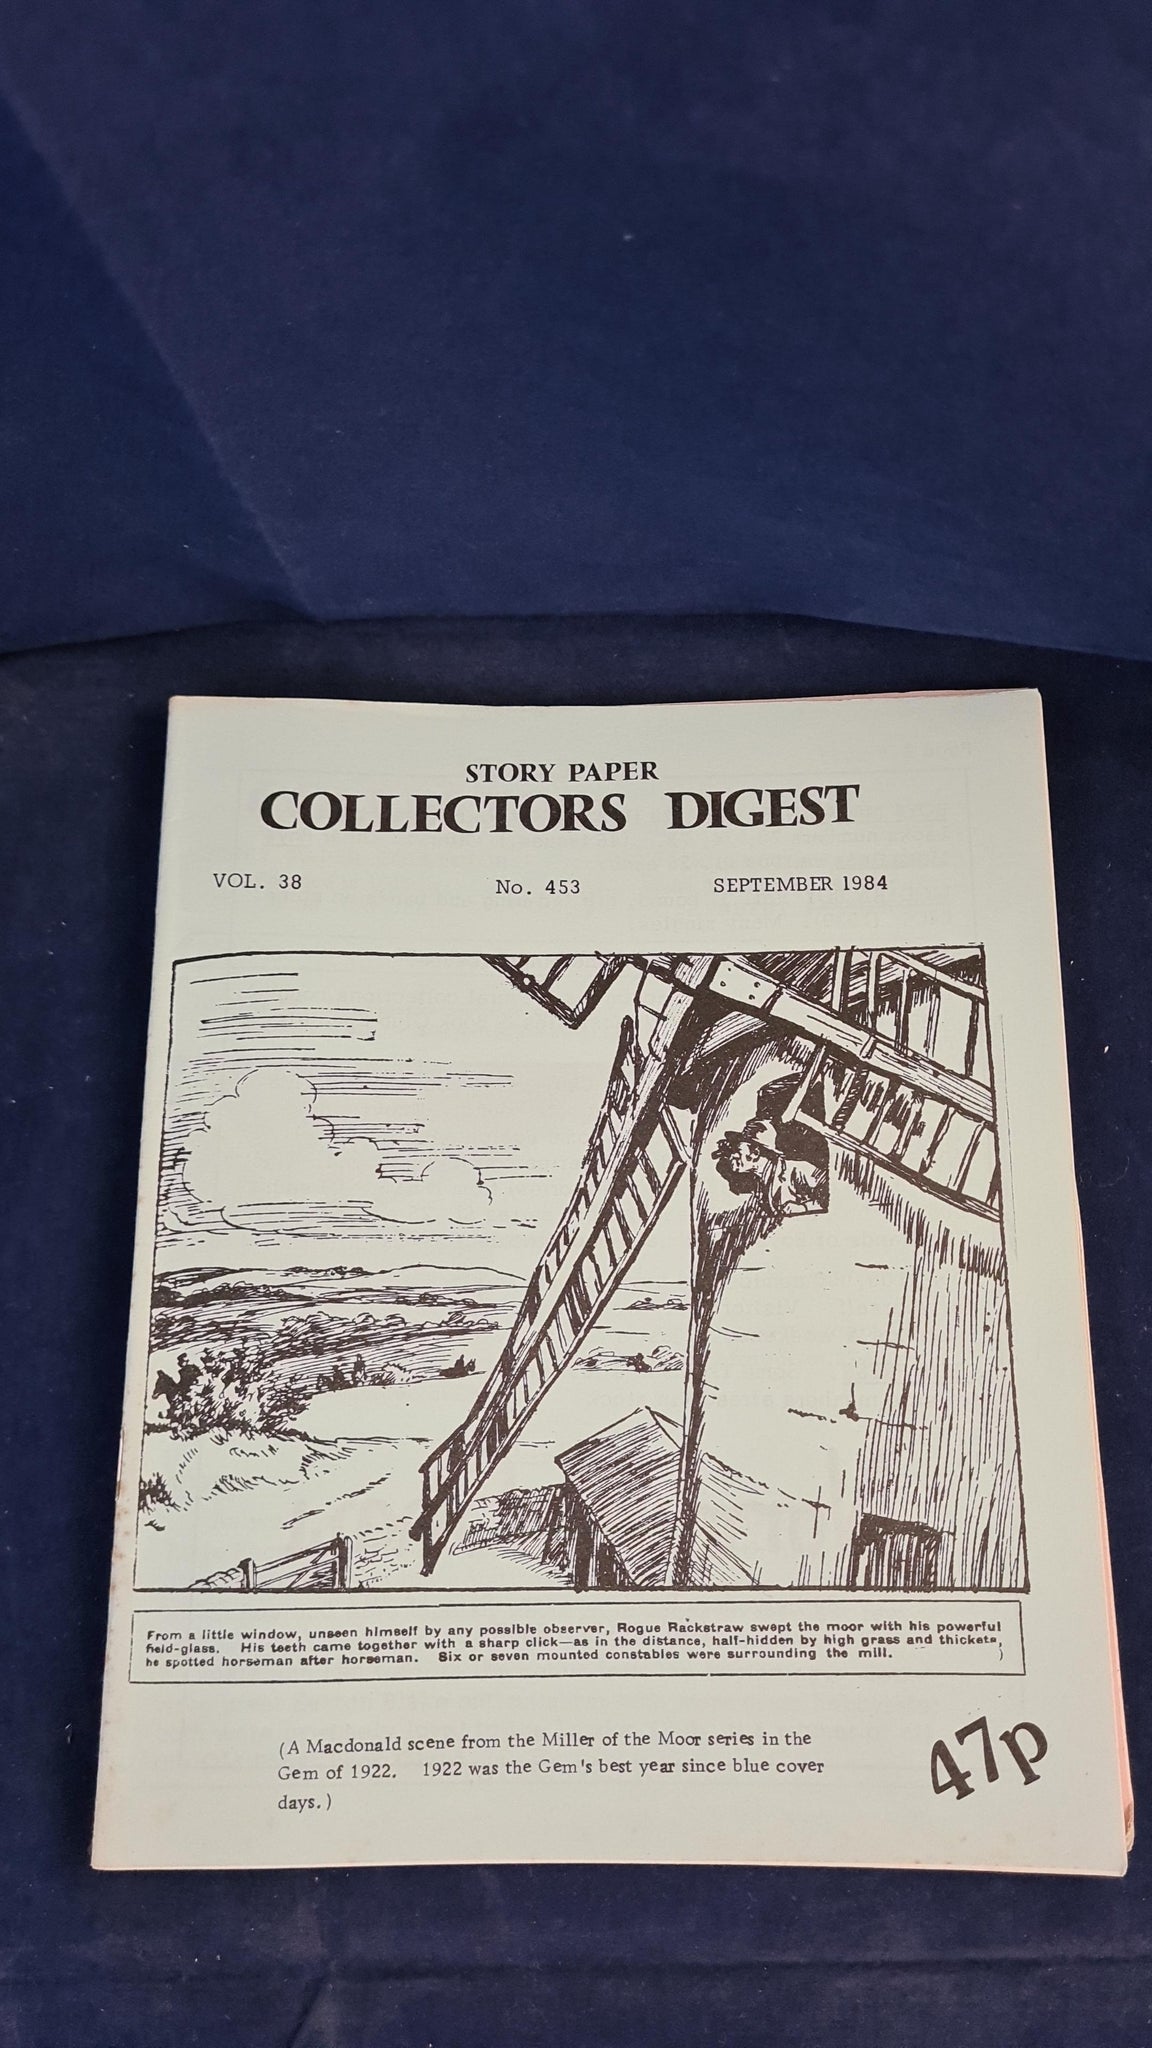 STORY PAPER
COLLECTORS DIGEST
VOL. 38 No. 453 SEPTEMBER 1984
From a little window, unseen himself by any possible observer, Rogue Rackstraw swept the moor with his powerful
field-glass. His teeth came together with a sharp click—as in the distance, half-hidden by high grass and thickets,
he spotted horseman after horseman. Six or seven mounted constables were surrounding the mill. )
(A Macdonald scene from the Miller of the Moor series in the
Gem of 1922. 1922 was the Gem's best year since blue cover
days.)
47p